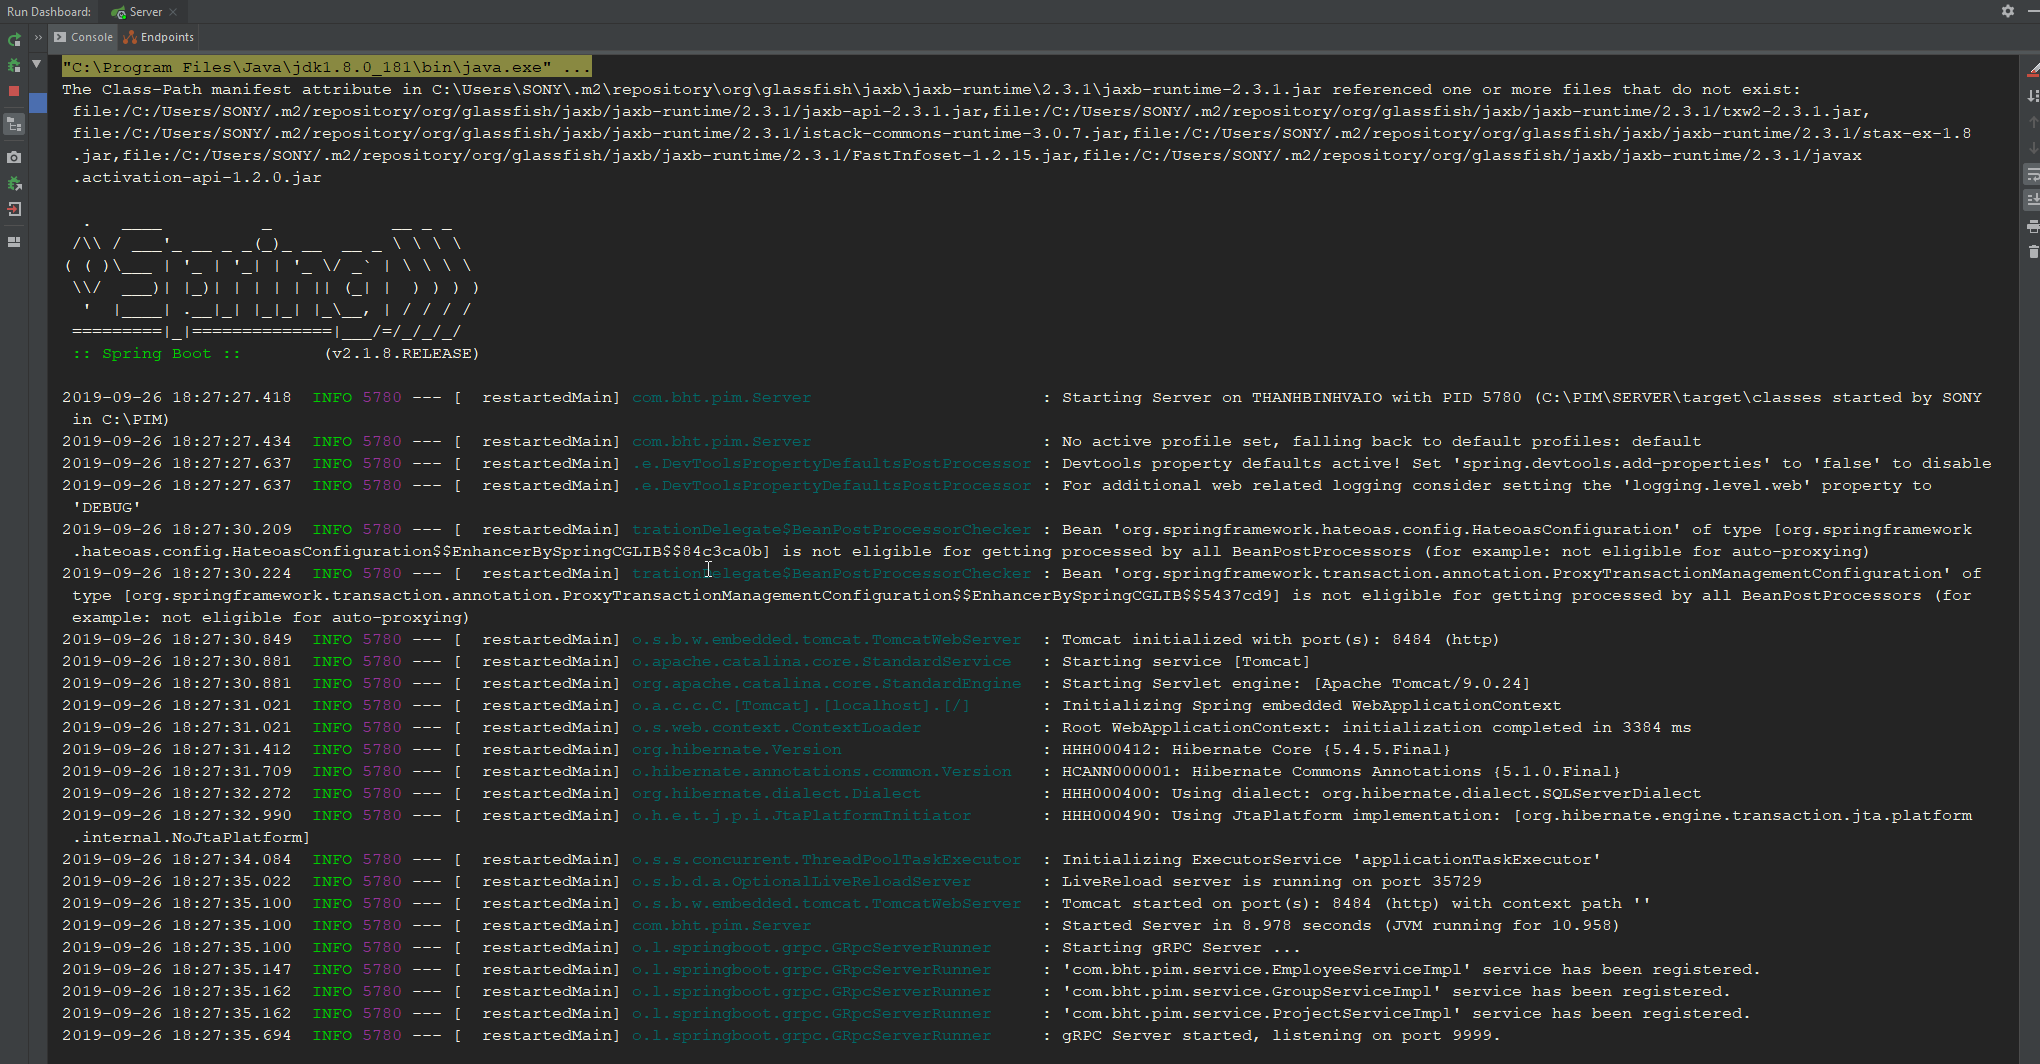 Run Dashboard: Server
Console Endpoints
"C:\Program Files\Java\jdk1.8.0_181\bin\java.exe" ...
The Class-Path manifest attribute in C:\Users\SONY\.m2\repository\org\glassfish\jaxb\jaxb-runtime\2.3.1\jaxb-runtime-2.3.1.jar referenced one or more files that do not exist:
file:/C:/Users/SONY/.m2/repository/org/glassfish/jaxb/jaxb-runtime/2.3.1/jaxb-api-2.3.1.jar,file:/C:/Users/SONY/.m2/repository/org/glassfish/jaxb/jaxb-runtime/2.3.1/txw2-2.3.1.jar,
file:/C:/Users/SONY/.m2/repository/org/glassfish/jaxb/jaxb-runtime/2.3.1/istack-commons-runtime-3.0.7.jar,file:/C:/Users/SONY/.m2/repository/org/glassfish/jaxb/jaxb-runtime/2.3.1/stax-ex-1.8
.jar,file:/C:/Users/SONY/.m2/repository/org/glassfish/jaxb/jaxb-runtime/2.3.1/FastInfoset-1.2.15.jar,file:/C:/Users/SONY/.m2/repository/org/glassfish/jaxb/jaxb-runtime/2.3.1/javax
.activation-api-1.2.0.jar
  .   ____          _            __ _ _
 /\\ / ___'_ __ _ _(_)_ __  __ _ \ \ \ \
( ( )\___ | '_ | '_| | '_ \/ _` | \ \ \ \
 \\/  ___)| |_)| | | | | || (_| |  ) ) ) )
  '  |____| .__|_| |_|_| |_\__, | / / / /
 =========|_|==============|___/=/_/_/_/
:: Spring Boot ::        (v2.1.8.RELEASE)
2019-09-26 18:27:27.418  INFO 5780 --- [  restartedMain] com.bht.pim.Server                       : Starting Server on THANHBINHVAIO with PID 5780 (C:\PIM\SERVER\target\classes started by SONY
in C:\PIM)
2019-09-26 18:27:27.434  INFO 5780 --- [  restartedMain] com.bht.pim.Server                       : No active profile set, falling back to default profiles: default
2019-09-26 18:27:27.637  INFO 5780 --- [  restartedMain] .e.DevToolsPropertyDefaultsPostProcessor : Devtools property defaults active! Set 'spring.devtools.add-properties' to 'false' to disable
2019-09-26 18:27:27.637  INFO 5780 --- [  restartedMain] .e.DevToolsPropertyDefaultsPostProcessor : For additional web related logging consider setting the 'logging.level.web' property to
'DEBUG'
2019-09-26 18:27:30.209  INFO 5780 --- [  restartedMain] trationDelegate$BeanPostProcessorChecker : Bean 'org.springframework.hateoas.config.HateoasConfiguration' of type [org.springframework
.hateoas.config.HateoasConfiguration$$EnhancerBySpringCGLIB$$84c3ca0b] is not eligible for getting processed by all BeanPostProcessors (for example: not eligible for auto-proxying)
2019-09-26 18:27:30.224  INFO 5780 --- [  restartedMain] trationDelegate$BeanPostProcessorChecker : Bean 'org.springframework.transaction.annotation.ProxyTransactionManagementConfiguration' of
type [org.springframework.transaction.annotation.ProxyTransactionManagementConfiguration$$EnhancerBySpringCGLIB$$5437cd9] is not eligible for getting processed by all BeanPostProcessors (for
example: not eligible for auto-proxying)
2019-09-26 18:27:30.849  INFO 5780 --- [  restartedMain] o.s.b.w.embedded.tomcat.TomcatWebServer  : Tomcat initialized with port(s): 8484 (http)
2019-09-26 18:27:30.881  INFO 5780 --- [  restartedMain] o.apache.catalina.core.StandardService   : Starting service [Tomcat]
2019-09-26 18:27:30.881  INFO 5780 --- [  restartedMain] org.apache.catalina.core.StandardEngine  : Starting Servlet engine: [Apache Tomcat/9.0.24]
2019-09-26 18:27:31.021  INFO 5780 --- [  restartedMain] o.a.c.c.C.[Tomcat].[localhost].[/]       : Initializing Spring embedded WebApplicationContext
2019-09-26 18:27:31.021  INFO 5780 --- [  restartedMain] o.s.web.context.ContextLoader            : Root WebApplicationContext: initialization completed in 3384 ms
2019-09-26 18:27:31.412  INFO 5780 --- [  restartedMain] org.hibernate.Version                    : HHH000412: Hibernate Core {5.4.5.Final}
2019-09-26 18:27:31.709  INFO 5780 --- [  restartedMain] o.hibernate.annotations.common.Version   : HCANN000001: Hibernate Commons Annotations {5.1.0.Final}
2019-09-26 18:27:32.272  INFO 5780 --- [  restartedMain] org.hibernate.dialect.Dialect            : HHH000400: Using dialect: org.hibernate.dialect.SQLServerDialect
2019-09-26 18:27:32.990  INFO 5780 --- [  restartedMain] o.h.e.t.j.p.i.JtaPlatformInitiator       : HHH000490: Using JtaPlatform implementation: [org.hibernate.engine.transaction.jta.platform
.internal.NoJtaPlatform]
2019-09-26 18:27:34.084  INFO 5780 --- [  restartedMain] o.s.s.concurrent.ThreadPoolTaskExecutor  : Initializing ExecutorService 'applicationTaskExecutor'
2019-09-26 18:27:35.022  INFO 5780 --- [  restartedMain] o.s.b.d.a.OptionalLiveReloadServer       : LiveReload server is running on port 35729
2019-09-26 18:27:35.100  INFO 5780 --- [  restartedMain] o.s.b.w.embedded.tomcat.TomcatWebServer  : Tomcat started on port(s): 8484 (http) with context path ''
2019-09-26 18:27:35.100  INFO 5780 --- [  restartedMain] com.bht.pim.Server                       : Started Server in 8.978 seconds (JVM running for 10.958)
2019-09-26 18:27:35.100  INFO 5780 --- [  restartedMain] o.l.springboot.grpc.GRpcServerRunner     : Starting gRPC Server ...
2019-09-26 18:27:35.147  INFO 5780 --- [  restartedMain] o.l.springboot.grpc.GRpcServerRunner     : 'com.bht.pim.service.EmployeeServiceImpl' service has been registered.
2019-09-26 18:27:35.162  INFO 5780 --- [  restartedMain] o.l.springboot.grpc.GRpcServerRunner     : 'com.bht.pim.service.GroupServiceImpl' service has been registered.
2019-09-26 18:27:35.162  INFO 5780 --- [  restartedMain] o.l.springboot.grpc.GRpcServerRunner     : 'com.bht.pim.service.ProjectServiceImpl' service has been registered.
2019-09-26 18:27:35.694  INFO 5780 --- [  restartedMain] o.l.springboot.grpc.GRpcServerRunner     : gRPC Server started, listening on port 9999.